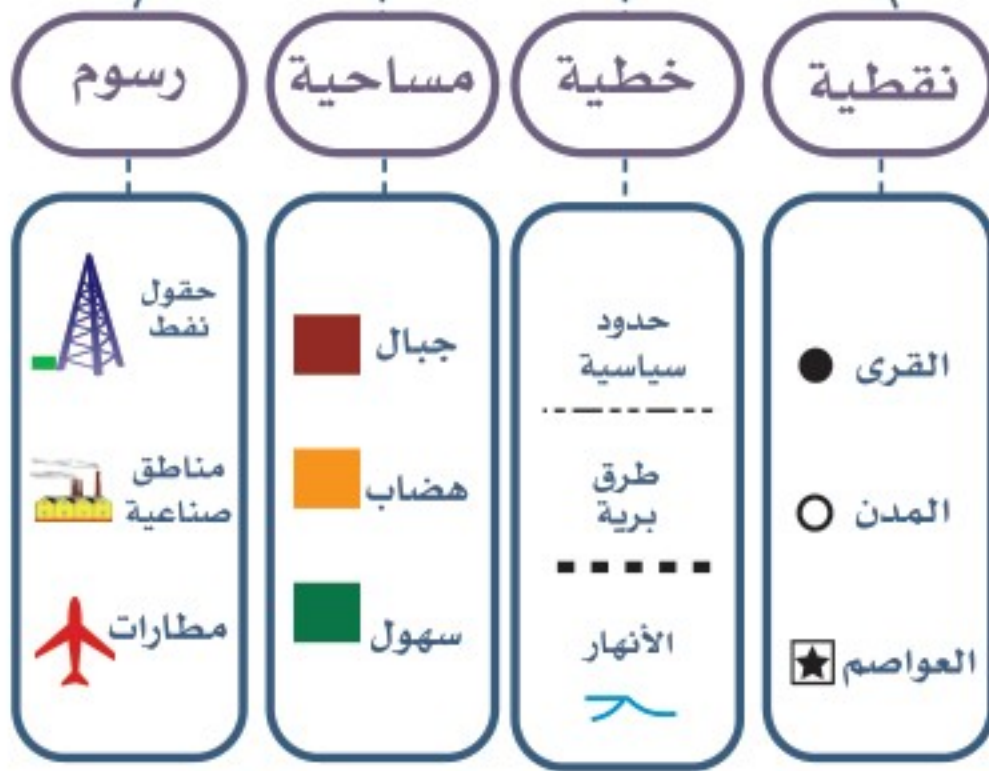 نقطية
القرى
المدن
العواصم
خطية
حدود
سياسية
طرق
برية
الأنهار
مساحية
جبال
هضاب
سهول
رسوم
حقول
نفط
مناطق
صناعية
مطارات